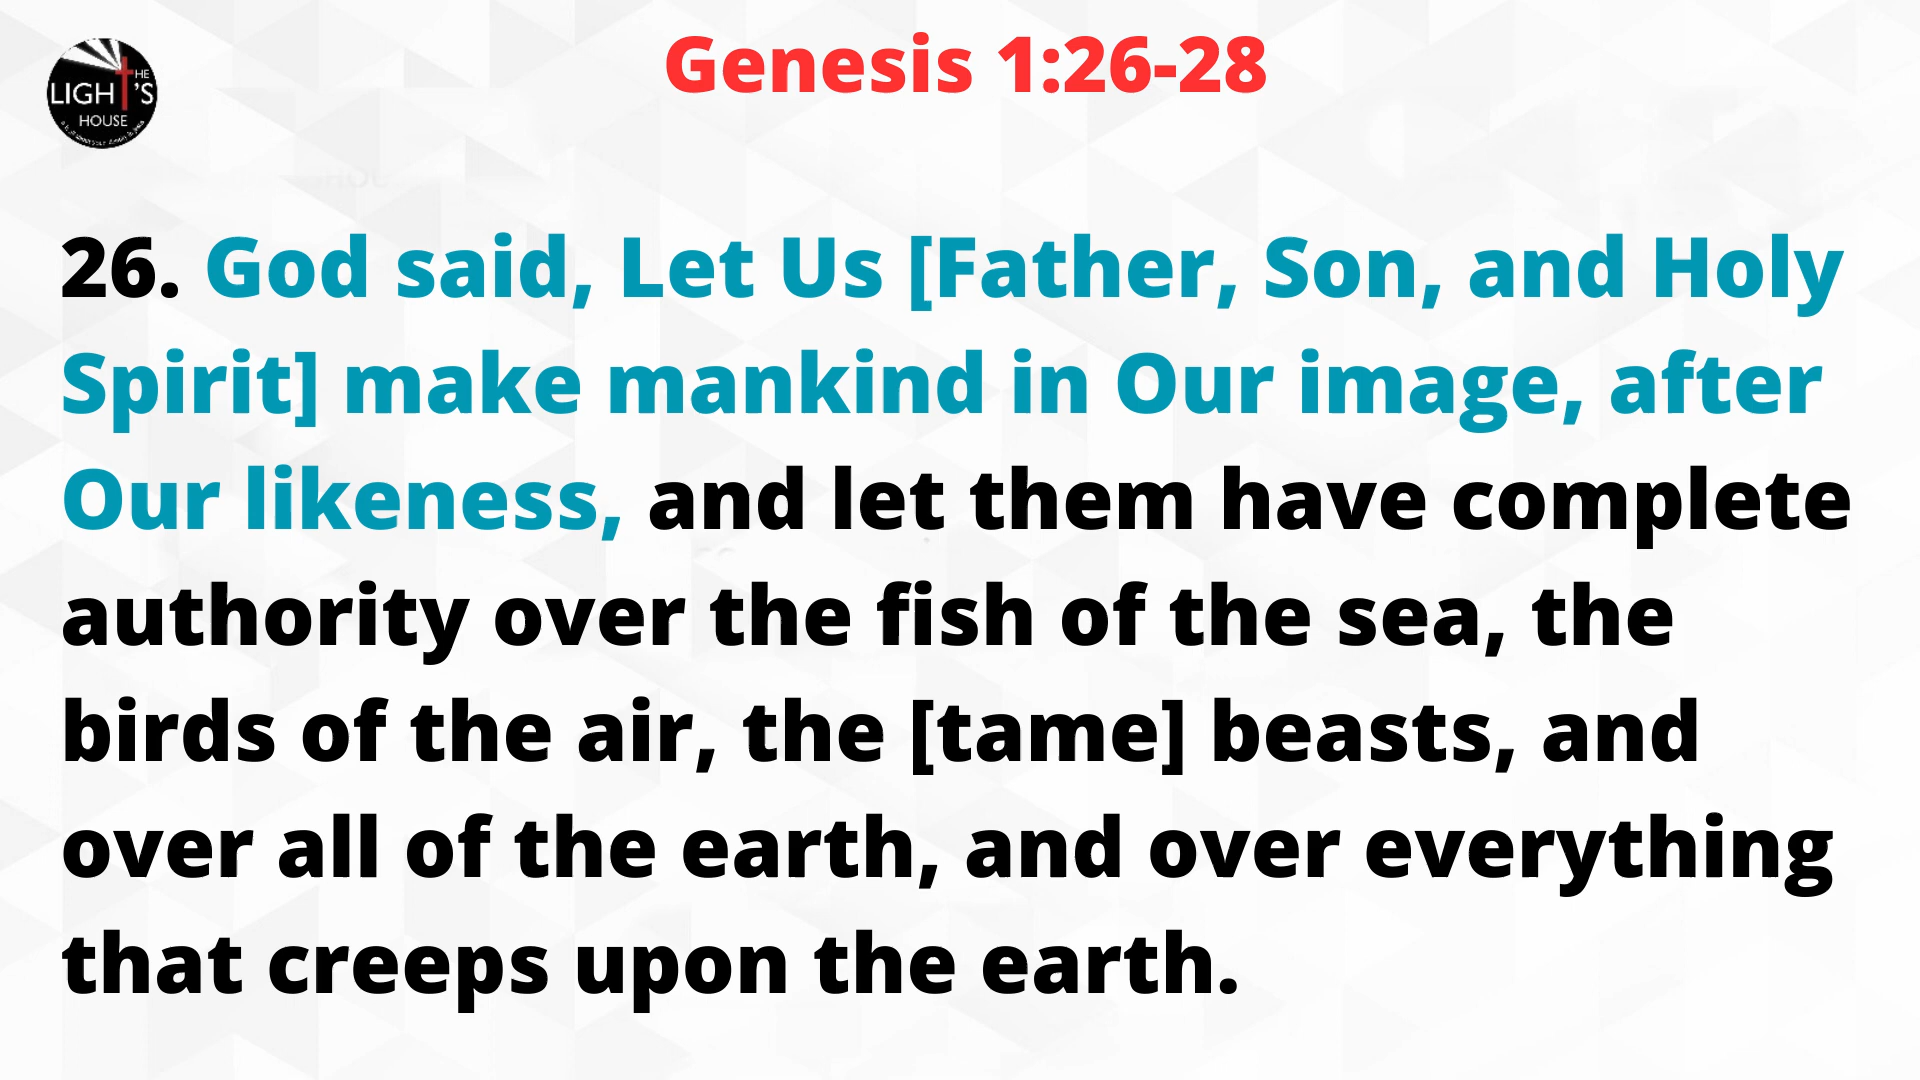 Genesis 1:26-28
THE
LIGHT'S
HOUSE
26. God said, Let Us [Father, Son, and Holy
Spirit] make mankind in Our image, after
Our likeness, and let them have complete
authority over the fish of the sea, the
birds of the air, the [tame] beasts, and
over all of the earth, and over everything
that creeps upon the earth.